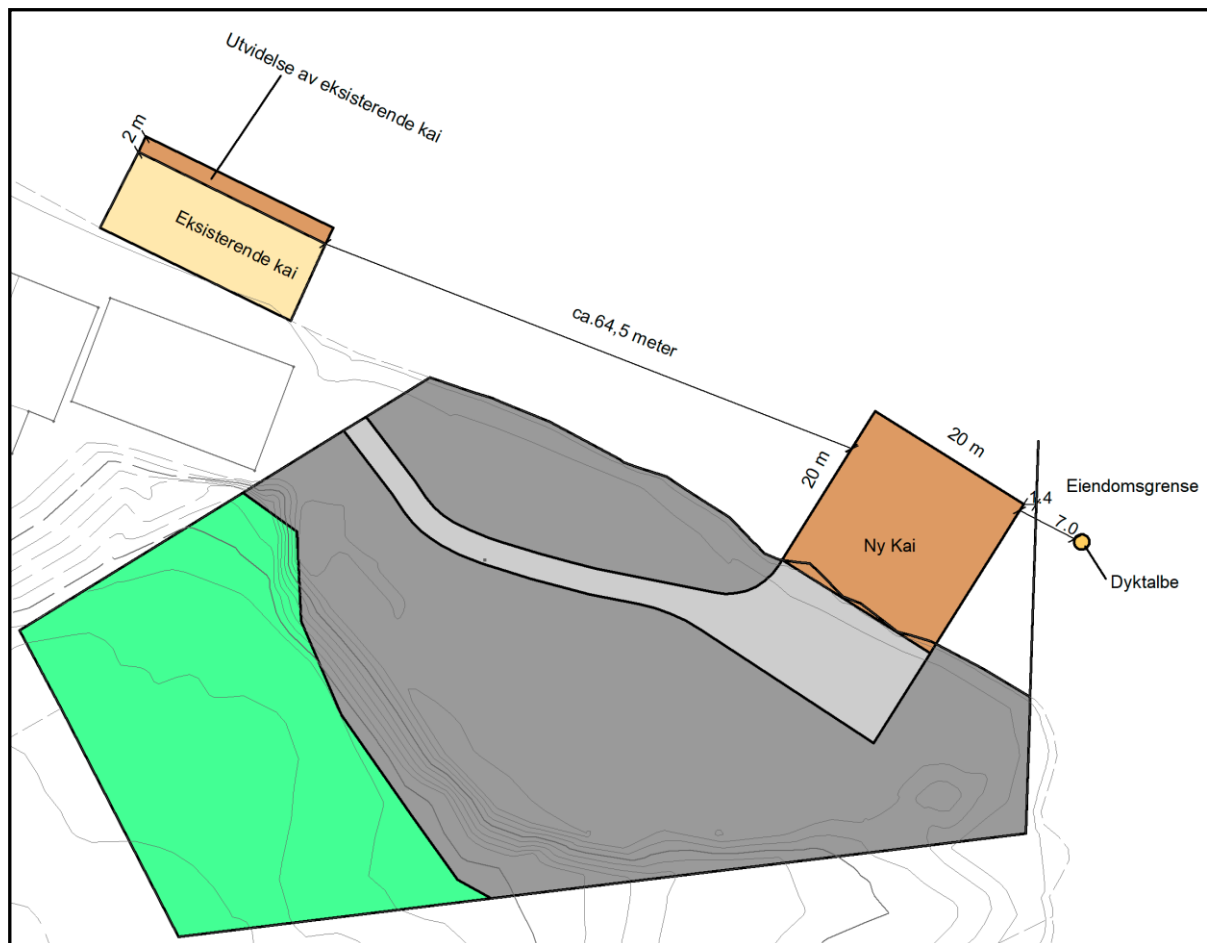 Utvidelse av eksisterende kai
2 m
Eksisterende kai
ca.64,5 meter
20 m
20 m
Ny Kai
1.4
7.0
Eiendomsgrense
Dyktalbe